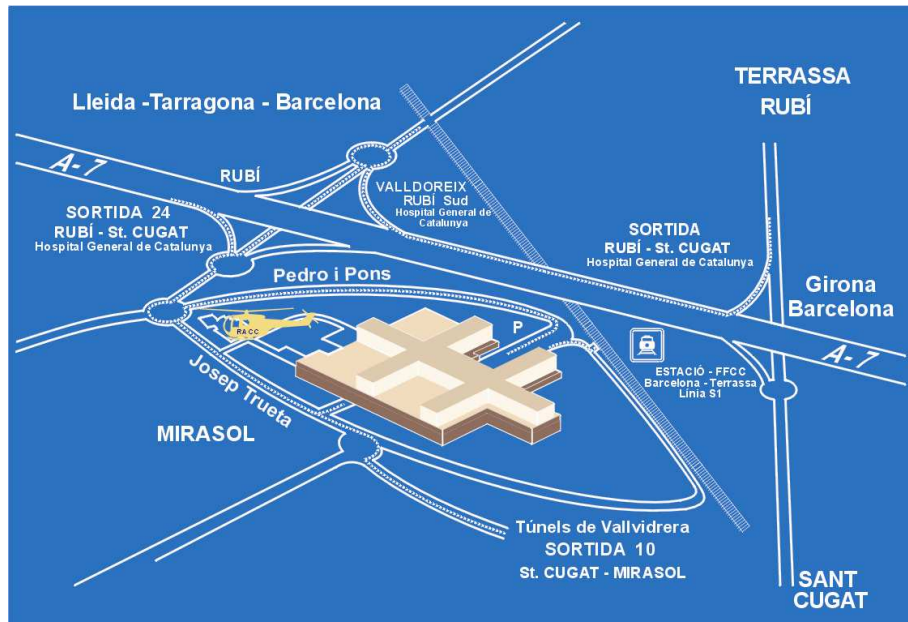 TERRASSA
RUBÍ
Lleida -Tarragona - Barcelona
A-7
RUBÍ
VALLDOREIX
RUBÍ Sud
Hospital General de
Catalunya
SORTIDA 24
RUBÍ - St. CUGAT
Hospital General de Catalunya
SORTIDA
RUBÍ - St. CUGAT
Hospital General de Catalunya
Pedro i Pons
Girona
Barcelona
RACC
P
A-7
ESTACIÓ - FFCC
Barcelona - Terrassa
Línia S1
Josep Trueta
MIRASOL
Túnels de Vallvidrera
SORTIDA 10
St. CUGAT - MIRASOL
SANT
CUGAT